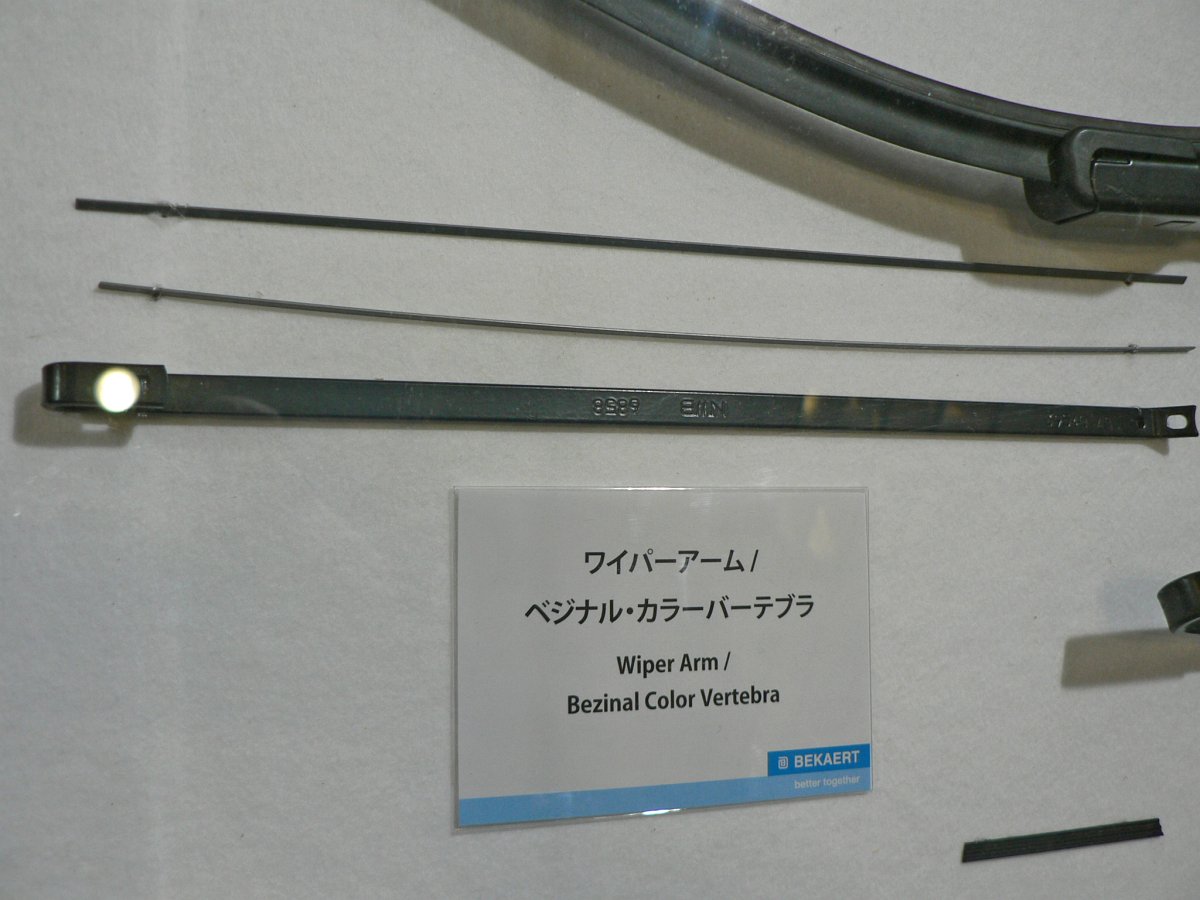 ワイパーアーム /
ベジナル・カラーバーテブラ
Wiper Arm /
Bezinal Color Vertebra
BEKAERT
better together